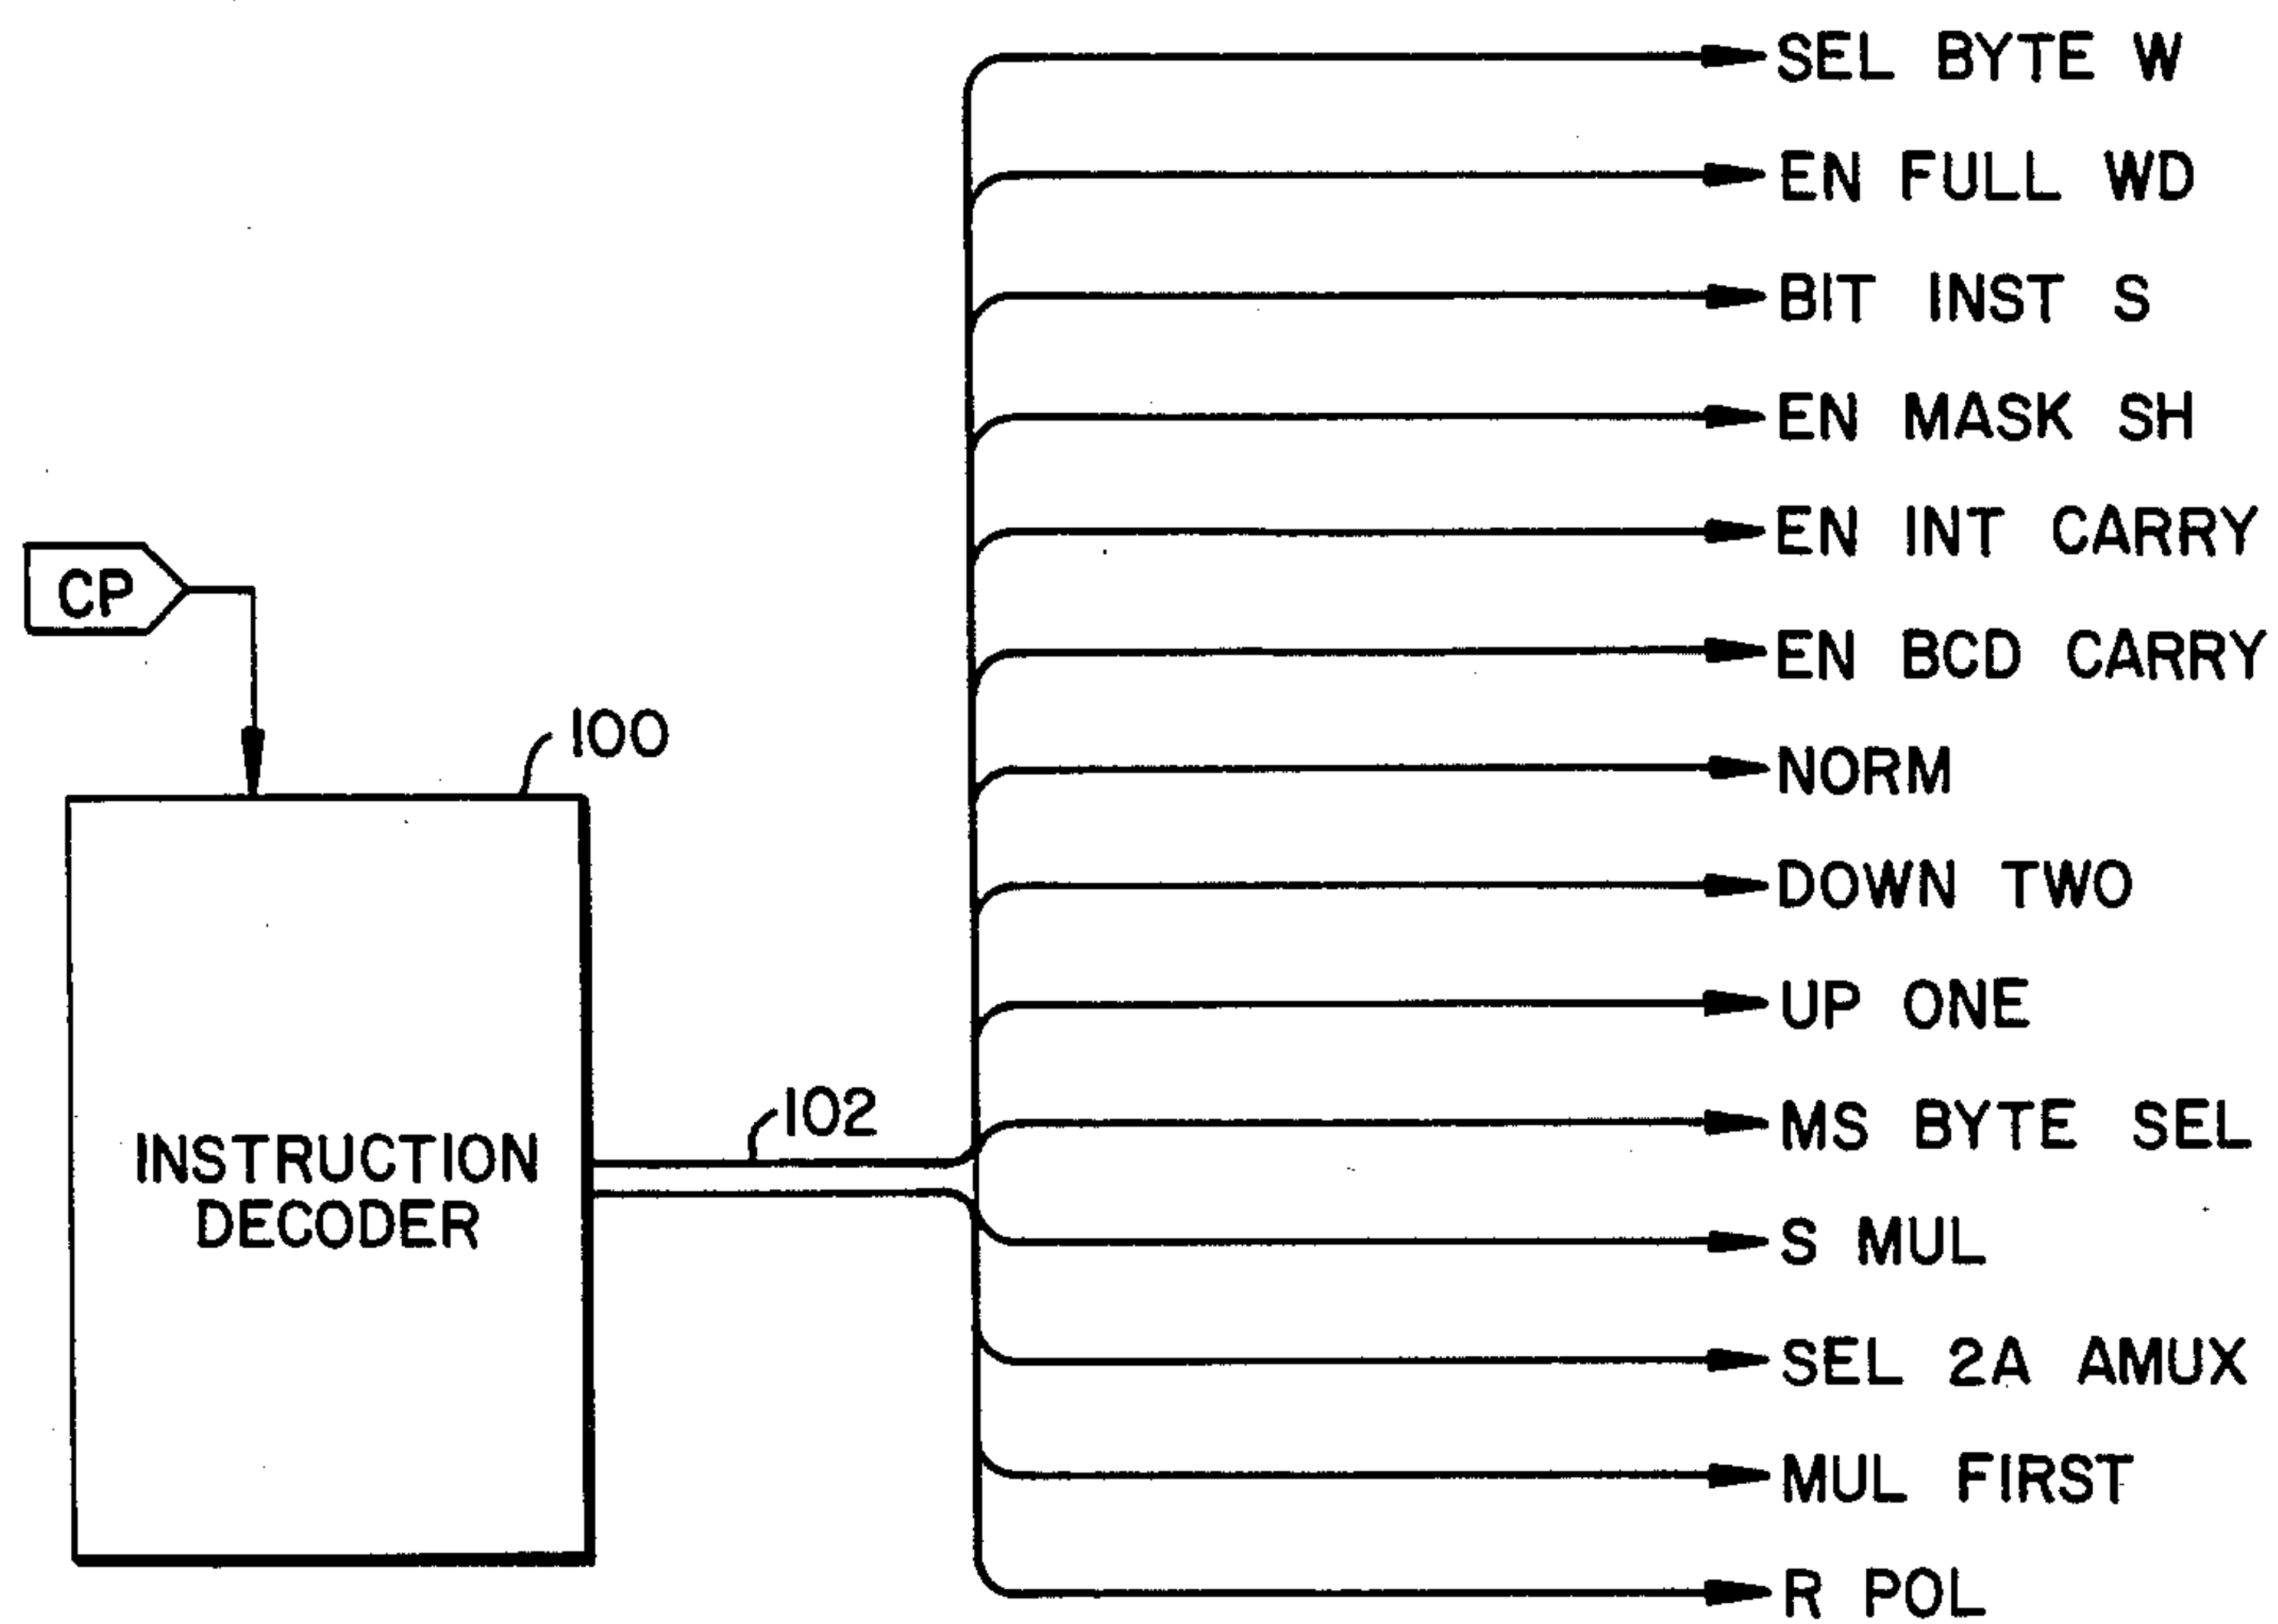 SEL BYTE W
EN FULL WD
BIT INST S
EN MASK SH
EN INT CARRY
CP
EN BCD CARRY
100
NORM
DOWN TWO
UP ONE
102
MS BYTE SEL
INSTRUCTION
DECODER
S MUL
SEL 2A AMUX
MUL FIRST
R POL